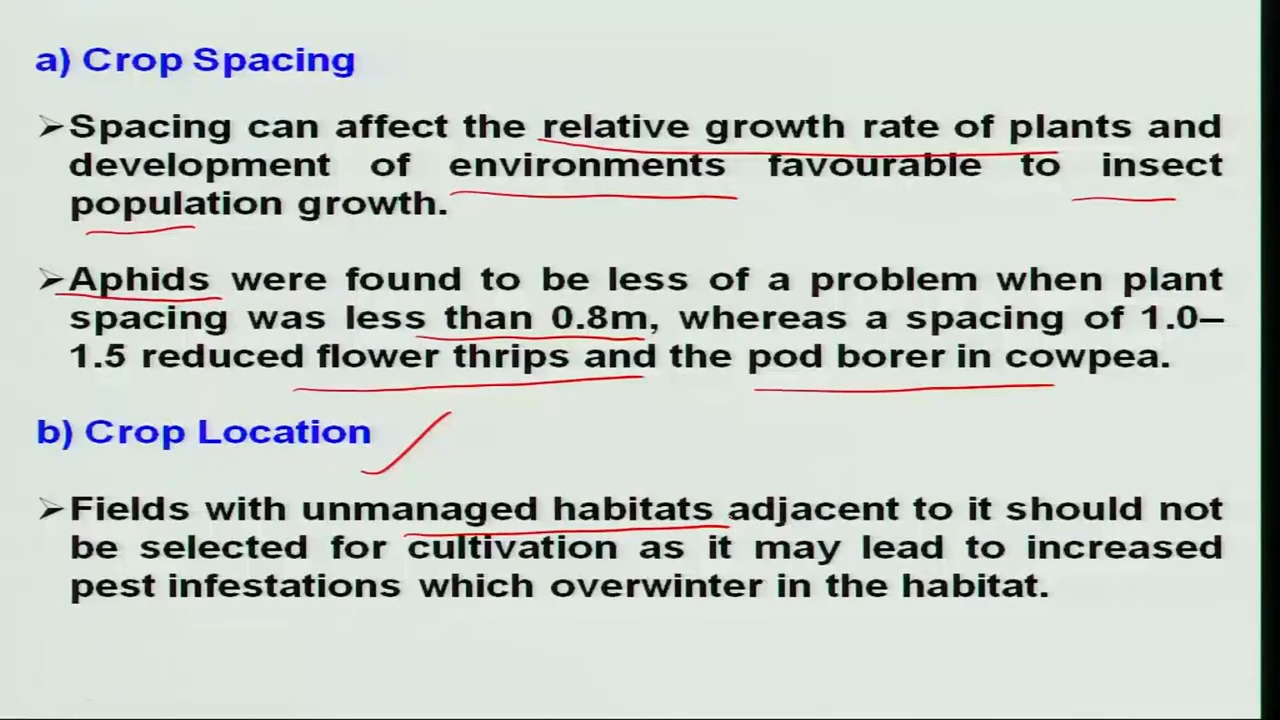 a) Crop Spacing
➢Spacing can affect the relative growth rate of plants and
development of environments favourable to insect
population growth.
➢Aphids were found to be less of a problem when plant
spacing was less than 0.8m, whereas a spacing of 1.0–
1.5 reduced flower thrips and the pod borer in cowpea.
b) Crop Location
➢Fields with unmanaged habitats adjacent to it should not
be selected for cultivation as it may lead to increased
pest infestations which overwinter in the habitat.